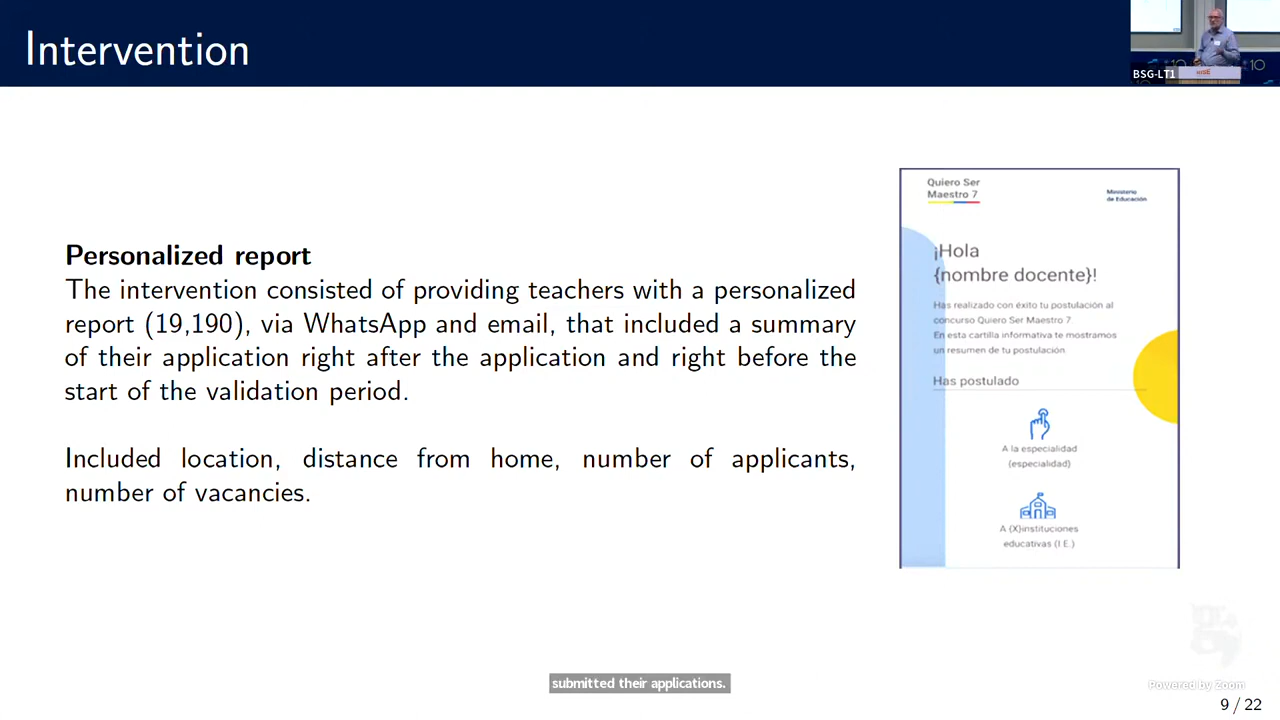 Intervention
BSG-LT1
Personalized report
The intervention consisted of providing teachers with a personalized
report (19,190), via WhatsApp and email, that included a summary
of their application right after the application and right before the
start of the validation period.
Included location, distance from home, number of applicants,
number of vacancies.
Quiero Ser
Maestro 7
Ministerio
de Educación
¡Hola
{nombre docente}!
Has realizado con éxito tu postulación al
concurso Quiero Ser Maestro 7.
En esta cartilla informativa te mostramos
un resumen de tu postulación
Has postulado
A la especialidad
{especialidad}
A {X}instituciones
educativas (I.E.)
submitted their applications.
Powered by Zoom
9 / 22